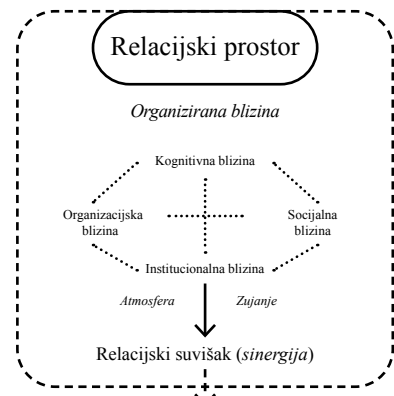 Relacijski prostor
Organizirana blizina
Kognitivna blizina
Organizacijska
blizina
Socijalna
blizina
Institucionalna blizina
Atmosfera
Zujanje
Relacijski suvišak (sinergija)